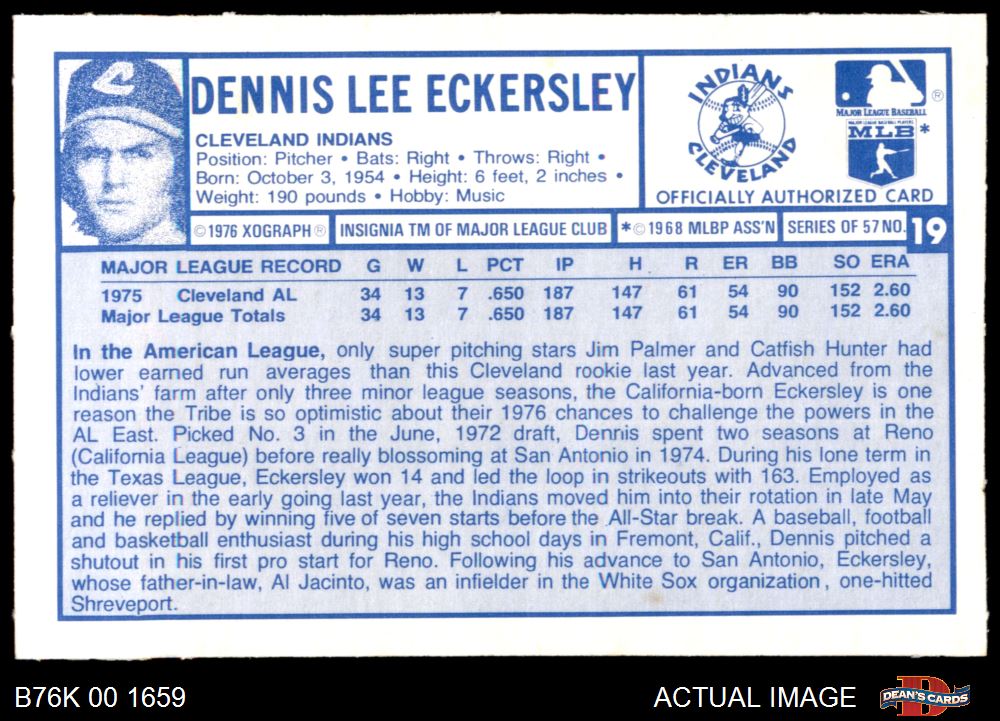 C
DENNIS LEE ECKERSLEY
CLEVELAND INDIANS
Position: Pitcher • Bats: Right • Throws: Right •
Born: October 3, 1954 • Height: 6 feet, 2 inches •
Weight: 190 pounds • Hobby: Music
INDIANS
CLEVELAND
®
MAJOR LEAGUE BASEBALL
MAJOR LEAGUE BASEBALL PLAYERS
MLB *
OFFICIALLY AUTHORIZED CARD
©1976 XOGRAPH® INSIGNIA TM OF MAJOR LEAGUE CLUB *©1968 MLBP ASS'N SERIES OF 57 NO. 19
MAJOR LEAGUE RECORD G W L PCT IP H R ER BB SO ERA
1975 Cleveland AL 34 13 7 .650 187 147 61 54 90 152 2.60
Major League Totals 34 13 7 .650 187 147 61 54 90 152 2.60
In the American League, only super pitching stars Jim Palmer and Catfish Hunter had
lower earned run averages than this Cleveland rookie last year. Advanced from the
Indians' farm after only three minor league seasons, the California-born Eckersley is one
reason the Tribe is so optimistic about their 1976 chances to challenge the powers in the
AL East. Picked No. 3 in the June, 1972 draft, Dennis spent two seasons at Reno
(California League) before really blossoming at San Antonio in 1974. During his lone term in
the Texas League, Eckersley won 14 and led the loop in strikeouts with 163. Employed as
a reliever in the early going last year, the Indians moved him into their rotation in late May
and he replied by winning five of seven starts before the All-Star break. A baseball, football
and basketball enthusiast during his high school days in Fremont, Calif., Dennis pitched a
shutout in his first pro start for Reno. Following his advance to San Antonio, Eckersley,
whose father-in-law, Al Jacinto, was an infielder in the White Sox organization, one-hitted
Shreveport.
B76K 00 1659 ACTUAL IMAGE DEAN'S CARDS